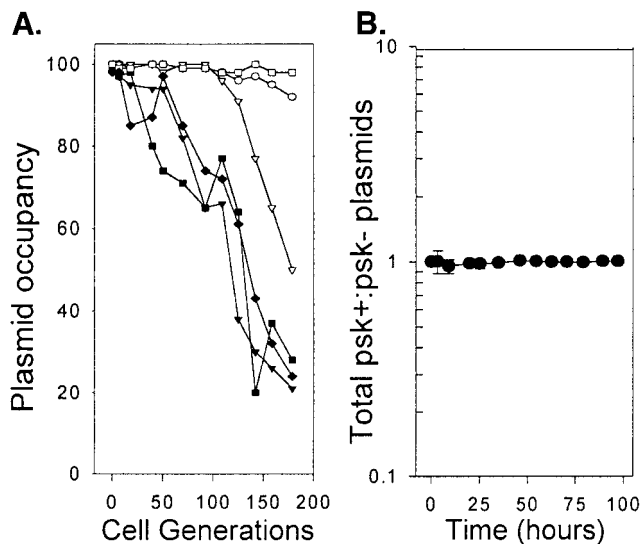 A.
Plasmid occupancy
100
80
60
40
20
0
0 50 100 150 200
Cell Generations
B.
Total psk+:psk- plasmids
10
1
0.1
0 25 50 75 100
Time (hours)